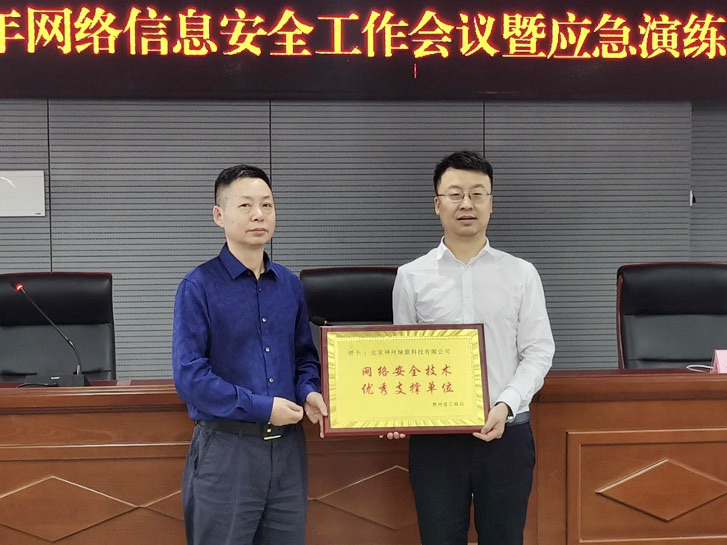 年网络信息安全工作会议暨应急演练
授予：北京神州绿盟科技有限公司
网络安全技术
优秀支撑单位